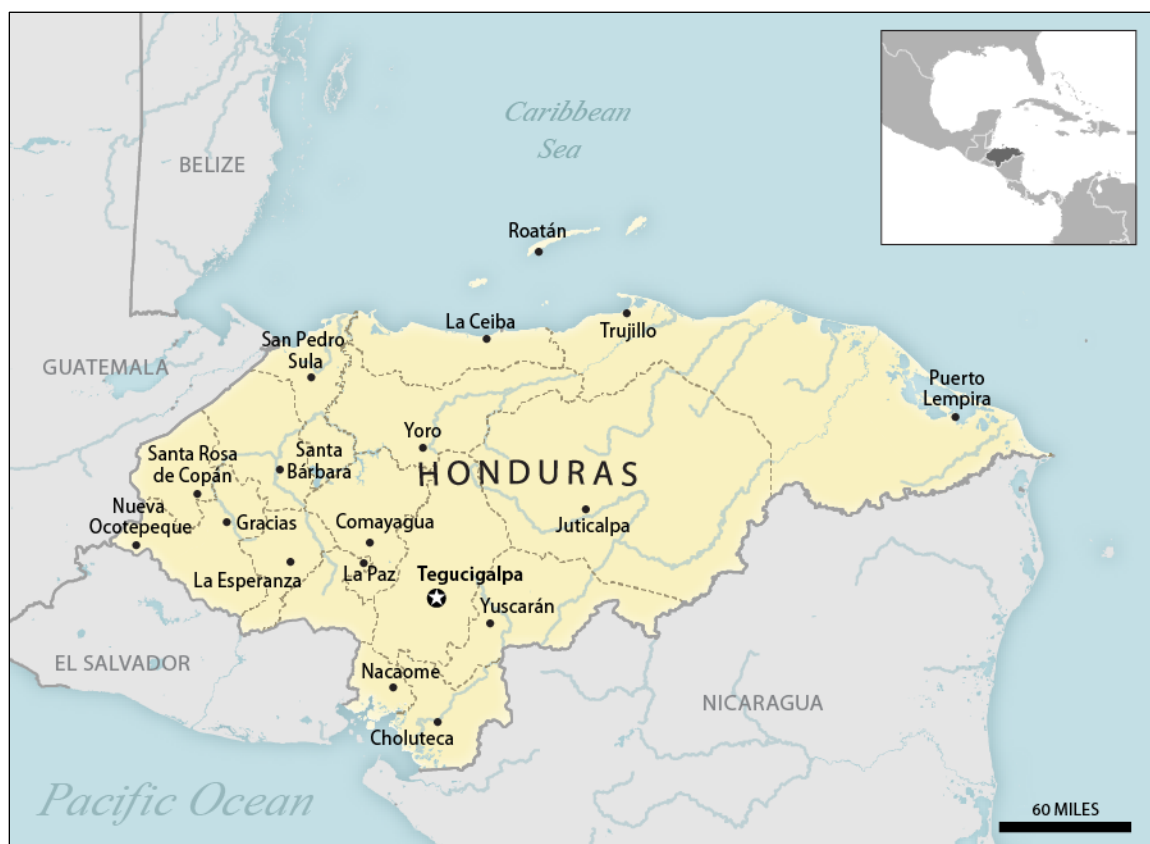 Caribbean
Sea
BELIZE
Roatán
La Ceiba
Trujillo
San Pedro
Sula
GUATEMALA
Puerto
Lempira
Yoro
Santa
Bárbara
Santa Rosa
de Copán
HONDURAS
Nueva
Ocotepeque
Gracias
Comayagua
Juticalpa
La Esperanza
La Paz
Tegucigalpa
Yuscarán
EL SALVADOR
Nacaome
NICARAGUA
Choluteca
Pacific Ocean
60 MILES